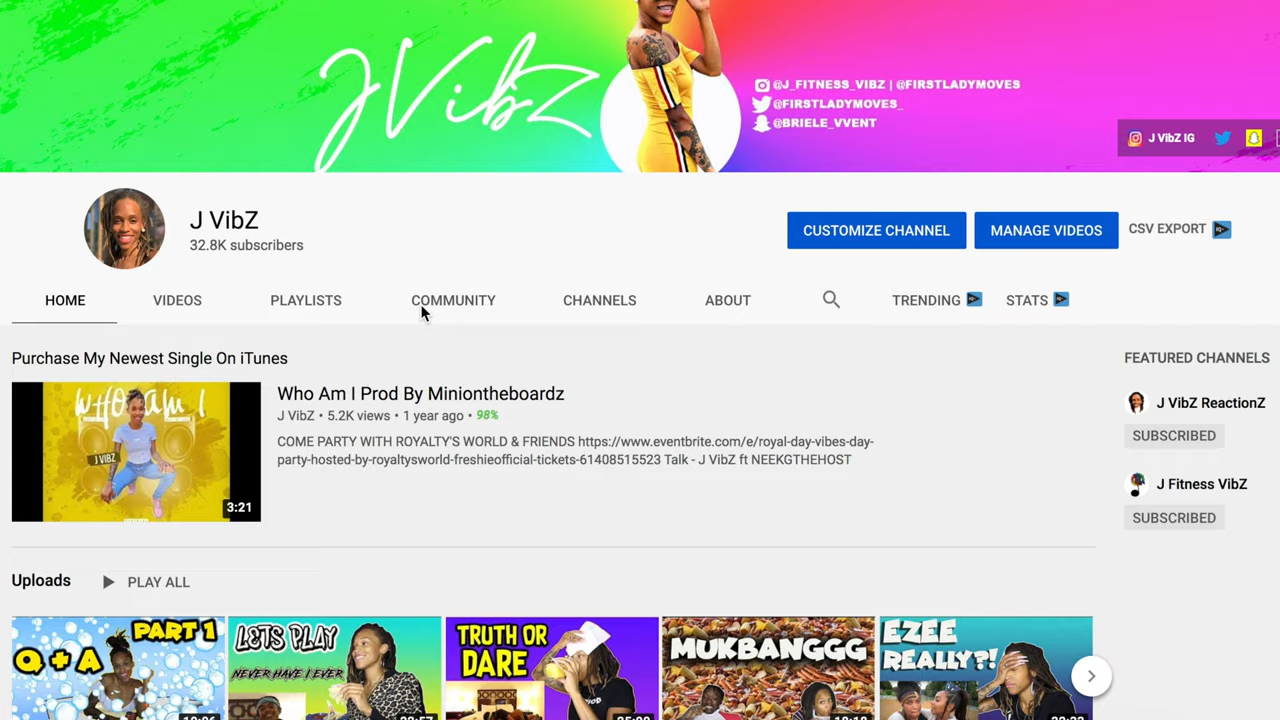 JVibZ
@J_FITNESS_VIBZ | @FIRSTLADYMOVES
@FIRSTLADYMOVES_
@BRIELE_VVENT
J VibZ IG
J VibZ
32.8K subscribers
CUSTOMIZE CHANNEL
MANAGE VIDEOS
CSV EXPORT
HOME
VIDEOS
PLAYLISTS
COMMUNITY
CHANNELS
ABOUT
TRENDING
STATS
Purchase My Newest Single On iTunes
WHO AM I
J VIBZ
3:21
Who Am I Prod By Miniontheboardz
J VibZ • 5.2K views • 1 year ago • 98%
COME PARTY WITH ROYALTY'S WORLD & FRIENDS https://www.eventbrite.com/e/royal-day-vibes-day-
party-hosted-by-royaltysworld-freshieofficial-tickets-61408515523 Talk - J VibZ ft NEEKGTHEHOST
FEATURED CHANNELS
J VibZ ReactionZ
SUBSCRIBED
J Fitness VibZ
SUBSCRIBED
Uploads
PLAY ALL
PART 1
Q + A
LETS PLAY
NEVER HAVE I EVER
TRUTH OR
DARE
MUKBANGGG
EZEE
REALLY?!